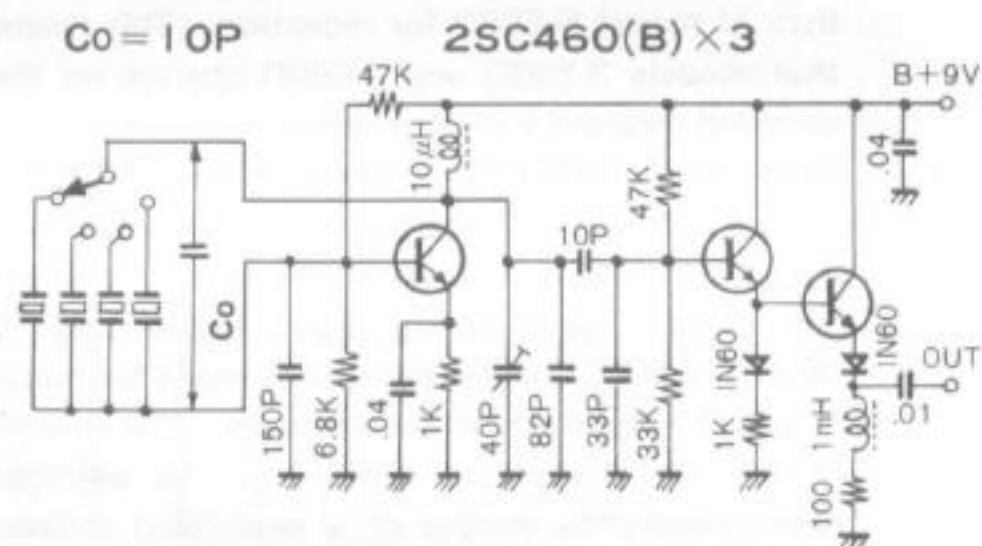 Co=10P
2SC460(B)×3
47K
B+9V
10μH
.04
47K
10P
Co
150P
6.8K
.04
1K
40P
82P
33P
33K
1K
1N60
1N60
OUT
.01
1mH
100